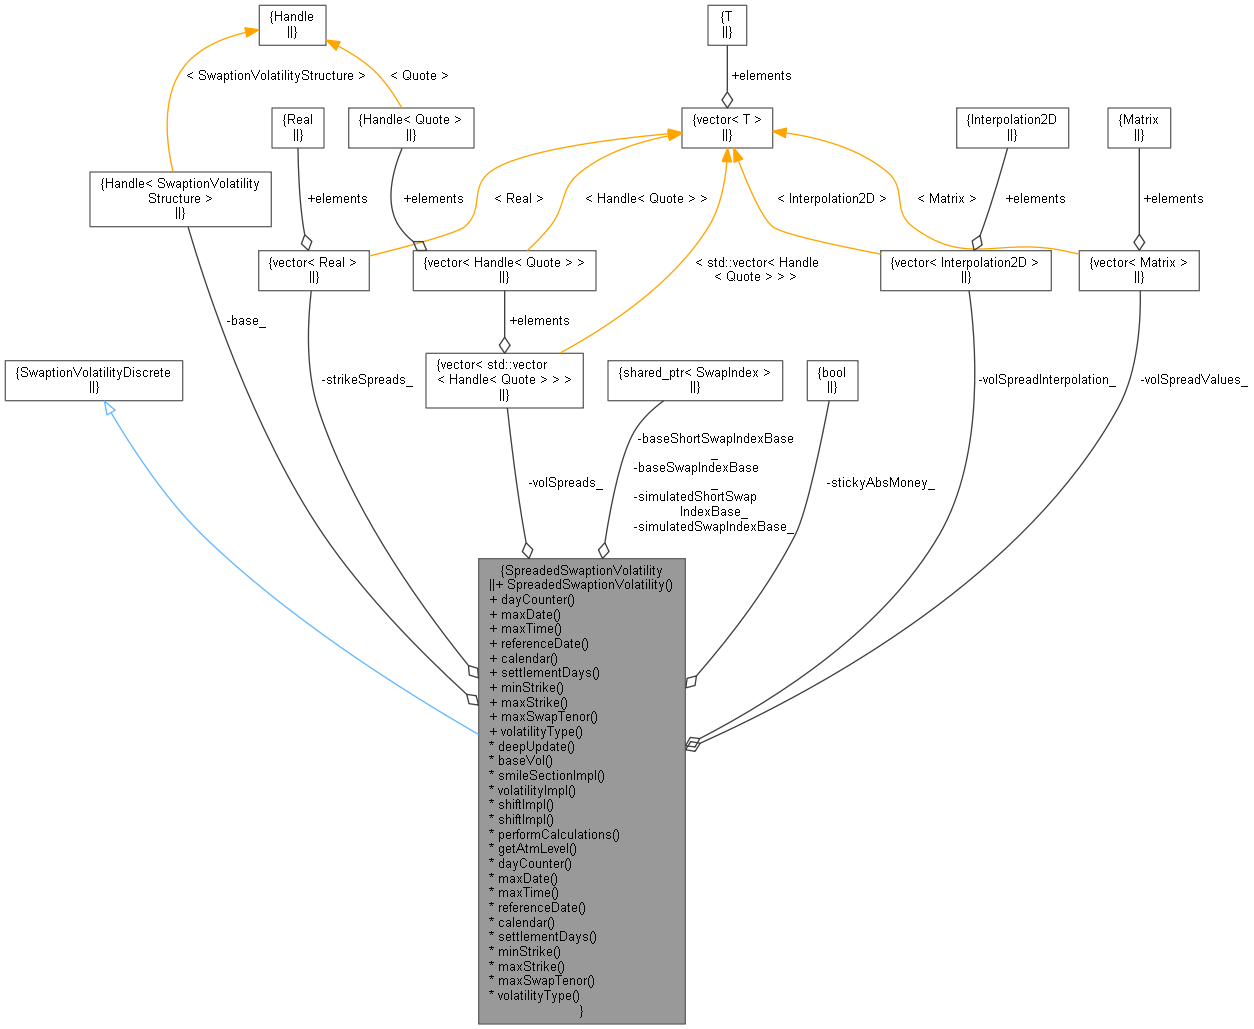 {Handle
||}
{T
||}
< SwaptionVolatilityStructure >
< Quote >
+elements
{Real
||}
{Handle< Quote >
||}
{vector< T >
||}
{Interpolation2D
||}
{Matrix
||}
{Handle< SwaptionVolatility
Structure >
||}
+elements
+elements
< Real >
< Handle< Quote > >
< Interpolation2D >
< Matrix >
+elements
+elements
{vector< Real >
||}
{vector< Handle< Quote > >
||}
< std::vector< Handle
< Quote > > >
{vector< Interpolation2D >
||}
{vector< Matrix >
||}
-base_
+elements
{SwaptionVolatilityDiscrete
||}
-strikeSpreads_
{vector< std::vector
< Handle< Quote > > >
||}
{shared_ptr< SwapIndex >
||}
{bool
||}
-volSpreadInterpolation_
-volSpreadValues_
-volSpreads_
-baseShortSwapIndexBase
_
-baseSwapIndexBase
_
-simulatedShortSwap
IndexBase_
-simulatedSwapIndexBase_
-stickyAbsMoney_
{SpreadedSwaptionVolatility
||+ SpreadedSwaptionVolatility()
+ dayCounter()
+ maxDate()
+ maxTime()
+ referenceDate()
+ calendar()
+ settlementDays()
+ minStrike()
+ maxStrike()
+ maxSwapTenor()
+ volatilityType()
* deepUpdate()
* baseVol()
* smileSectionImpl()
* volatilityImpl()
* shiftImpl()
* shiftImpl()
* performCalculations()
* getAtmLevel()
* dayCounter()
* maxDate()
* maxTime()
* referenceDate()
* calendar()
* settlementDays()
* minStrike()
* maxStrike()
* maxSwapTenor()
* volatilityType()
}